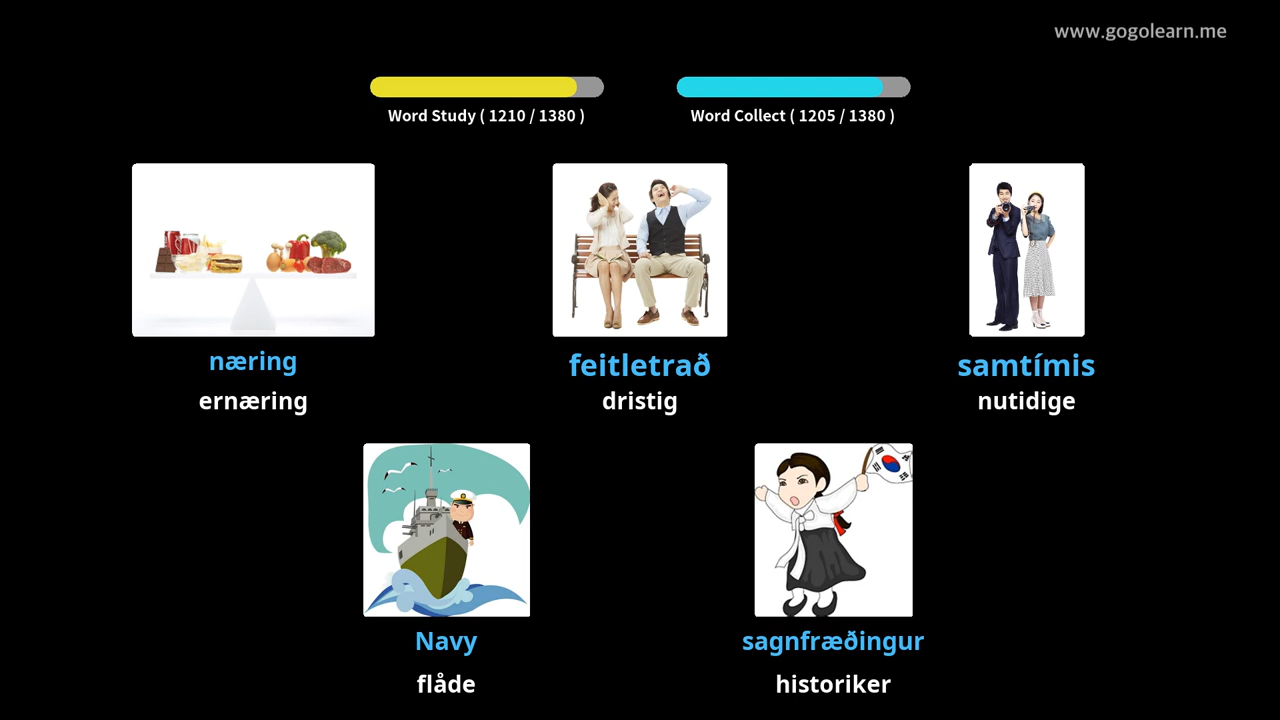 www.gogolearn.me
Word Study ( 1210 / 1380 )
Word Collect ( 1205 / 1380 )
næring
ernæring
feitletrað
dristig
samtímis
nutidige
Navy
flåde
sagnfræðingur
historiker